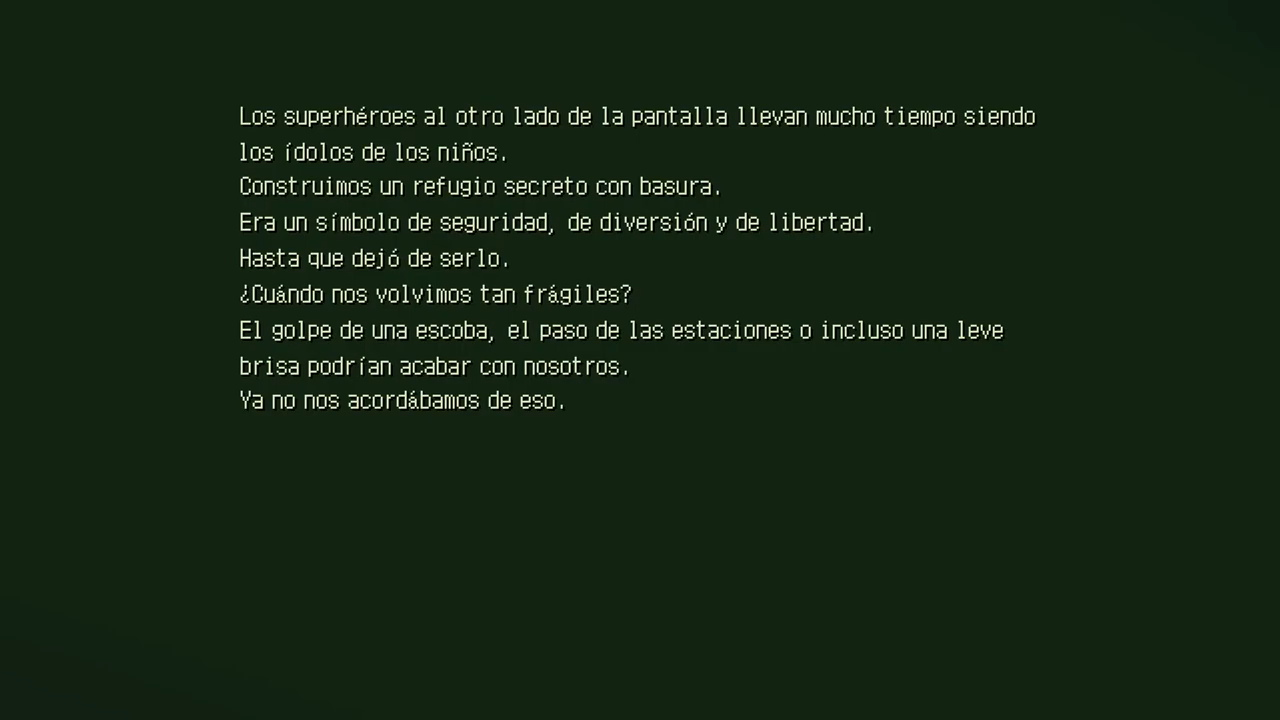 Los superhéroes al otro lado de la pantalla llevan mucho tiempo siendo
los ídolos de los niños.
Construimos un refugio secreto con basura.
Era un símbolo de seguridad, de diversión y de libertad.
Hasta que dejó de serlo.
¿Cuándo nos volvimos tan frágiles?
El golpe de una escoba, el paso de las estaciones o incluso una leve
brisa podrían acabar con nosotros.
Ya no nos acordábamos de eso.